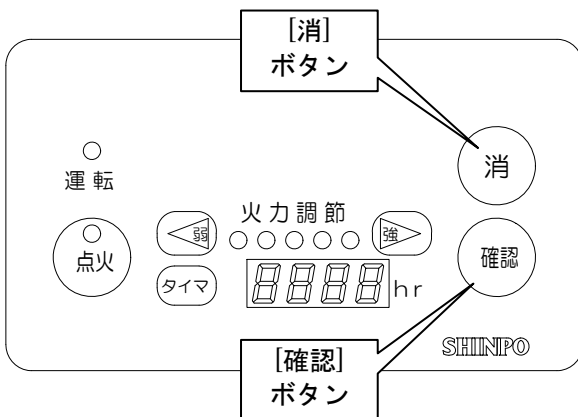 [消]
ボタン
運転
点火
火力調節
弱
強
タイマ
8888 hr
消
確認
SHINPO
[確認]
ボタン